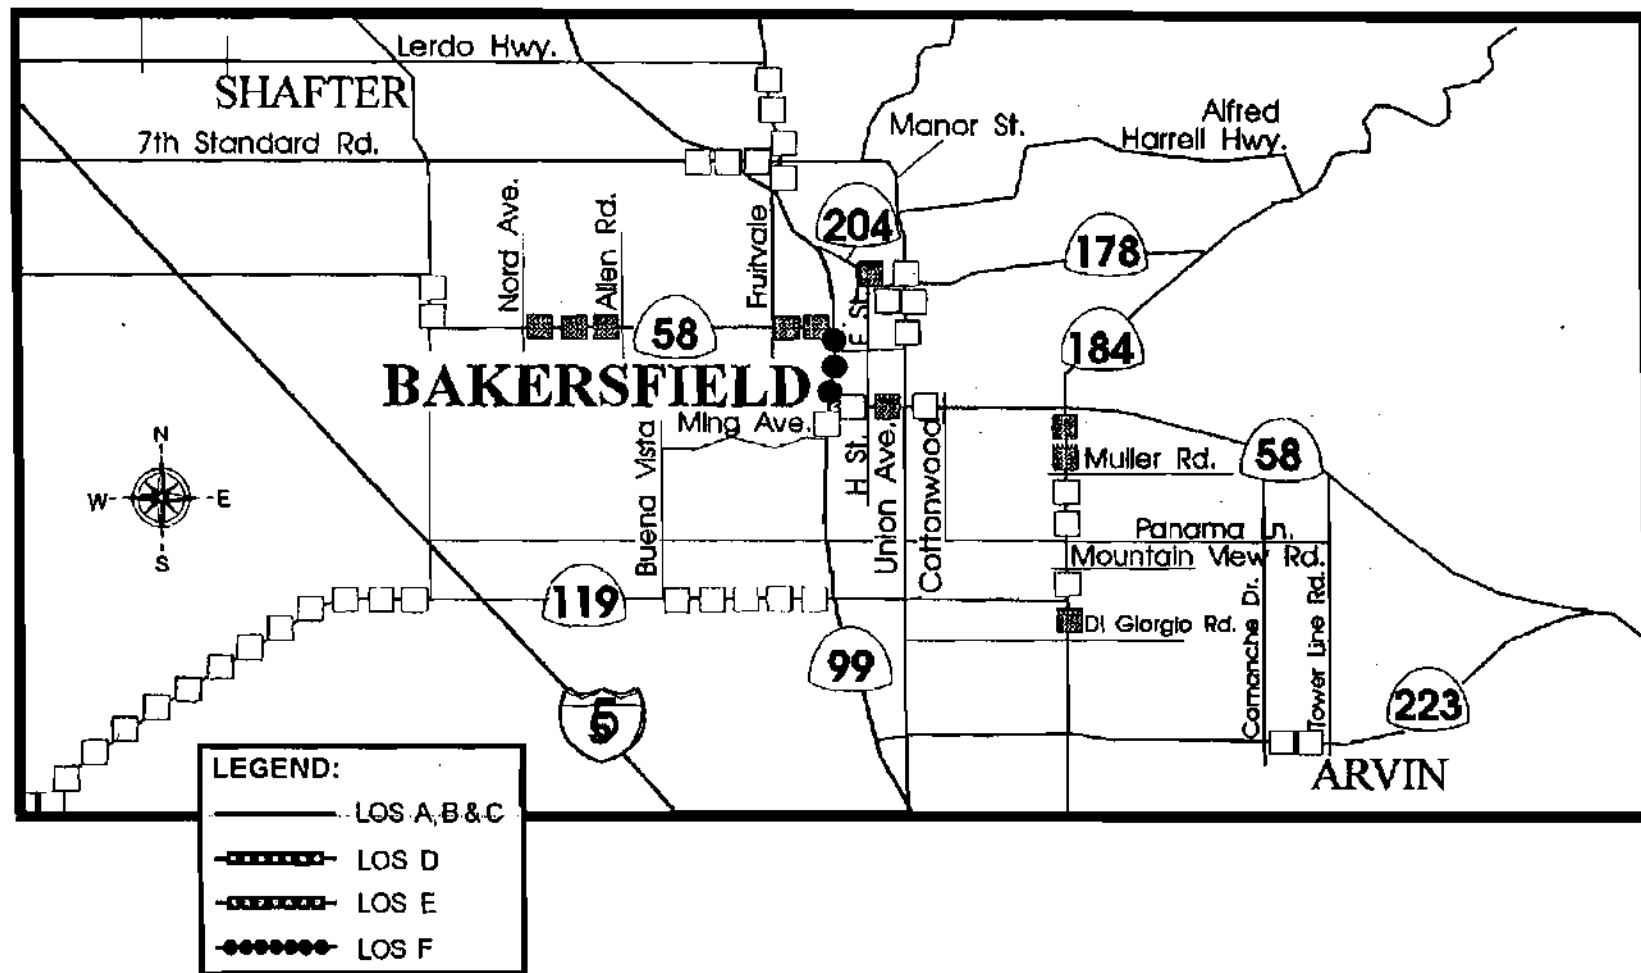 Lerdo Hwy.
SHAFTER
7th Standard Rd.
Manor St.
Alfred
Harrell Hwy.
Nord Ave.
Allen Rd.
Fruitvale
204
178
F St.
58
184
BAKERSFIELD
Ming Ave.
Buena Vista
H St.
Union Ave.
Cottonwood
Muller Rd.
58
N
W
E
S
Panama Ln.
Mountain View Rd.
119
Di Giorgio Rd.
Comanche Dr.
Tower Line Rd.
99
5
223
ARVIN
LEGEND:
LOS A, B & C
LOS D
LOS E
LOS F